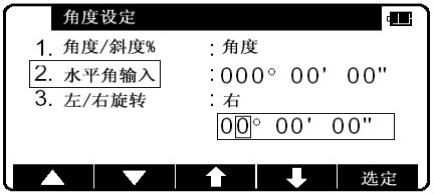 角度设定
1. 角度/斜度% : 角度
2. 水平角输入 : 000° 00' 00"
3. 左/右旋转 : 右
00° 00' 00"
选定